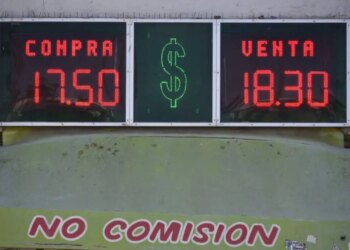 COMPRA $ VENTA
17.50 18.30
NO COMISION